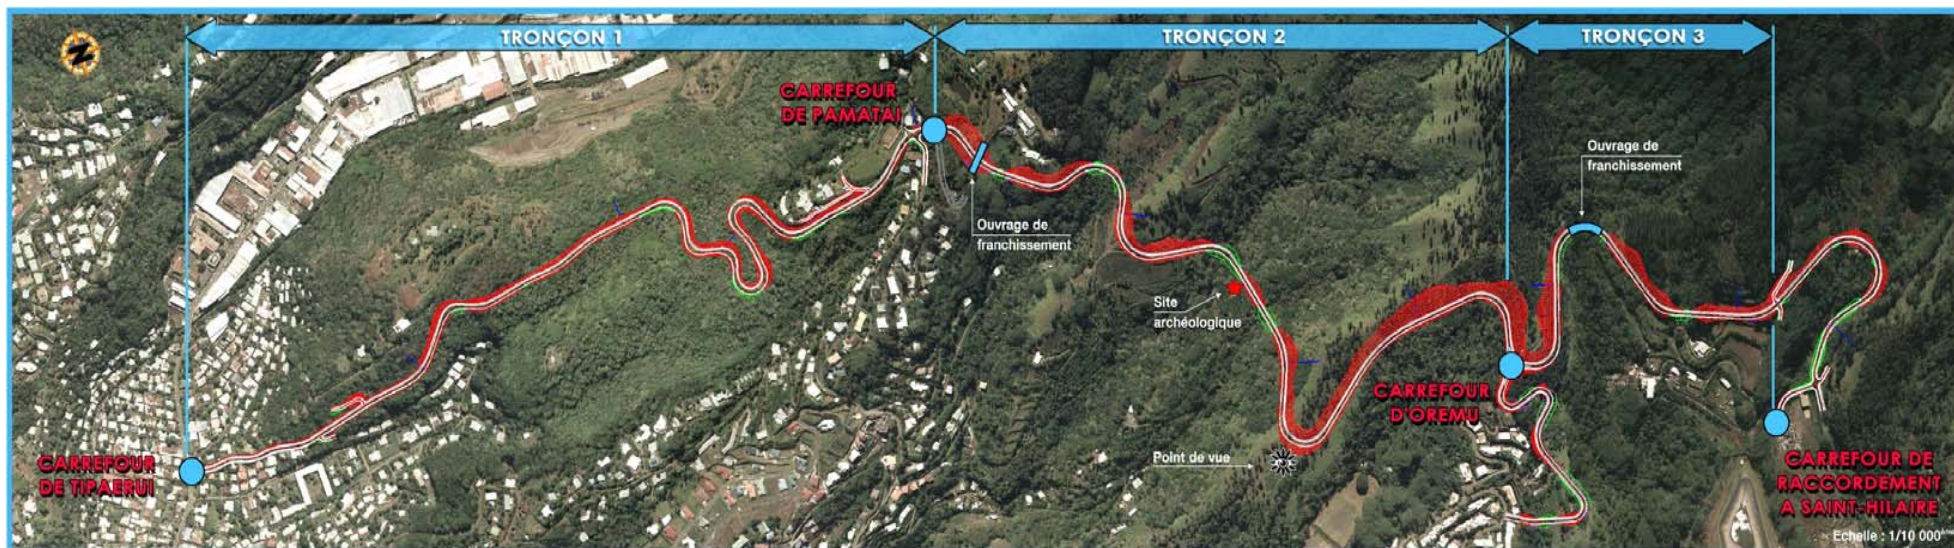 TRONÇON 1
TRONÇON 2
TRONÇON 3
N
CARREFOUR
DE PAMATAI
Ouvrage de
franchissement
Ouvrage de
franchissement
Site
archéologique
Point de vue
CARREFOUR
D'OREMU
CARREFOUR
DE TIPAERUI
CARREFOUR DE
RACCORDEMENT
A SAINT-HILAIRE
Echelle : 1/10 000